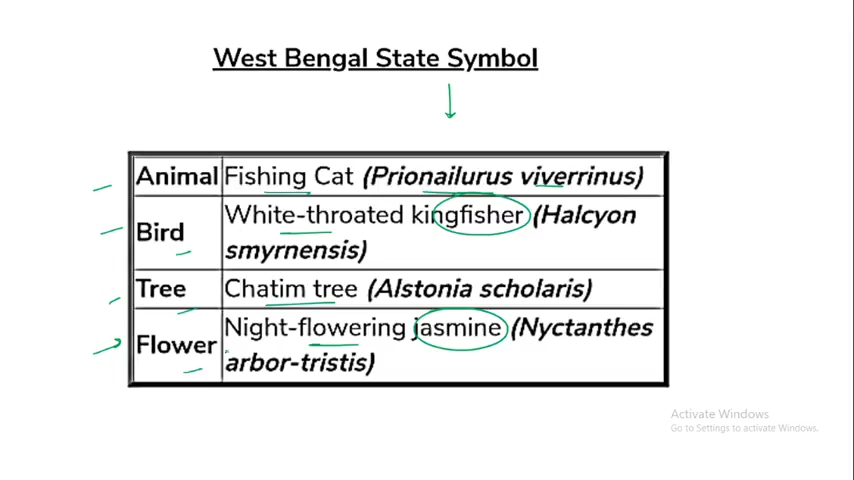 West Bengal State Symbol
Animal Fishing Cat (Prionailurus viverrinus)
Bird White-throated kingfisher (Halcyon
smyrnensis)
Tree Chatim tree (Alstonia scholaris)
Flower Night-flowering jasmine (Nyctanthes
arbor-tristis)
Activate Windows
Go to Settings to activate Windows.